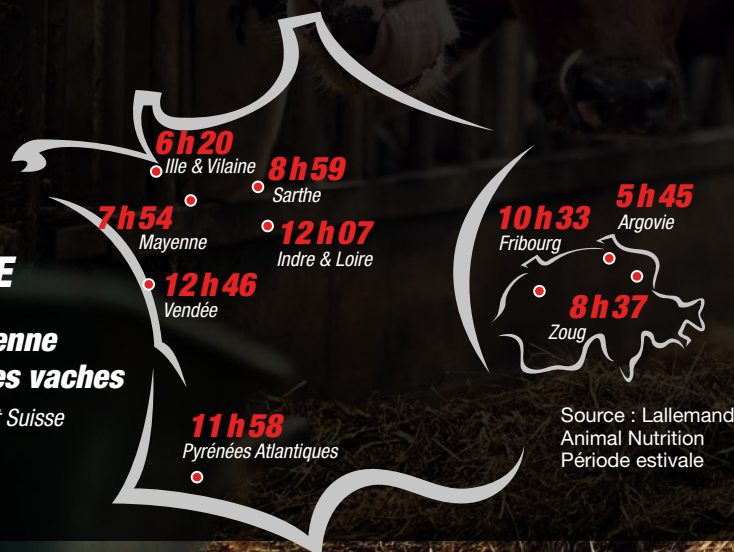 6 h 20
Ille & Vilaine
8 h 59
Sarthe
7 h 54
Mayenne
12 h 07
Indre & Loire
12 h 46
Vendée
11 h 58
Pyrénées Atlantiques
10 h 33
Fribourg
5 h 45
Argovie
8 h 37
Zoug
es vaches
Suisse
Source : Lallemand
Animal Nutrition
Période estivale